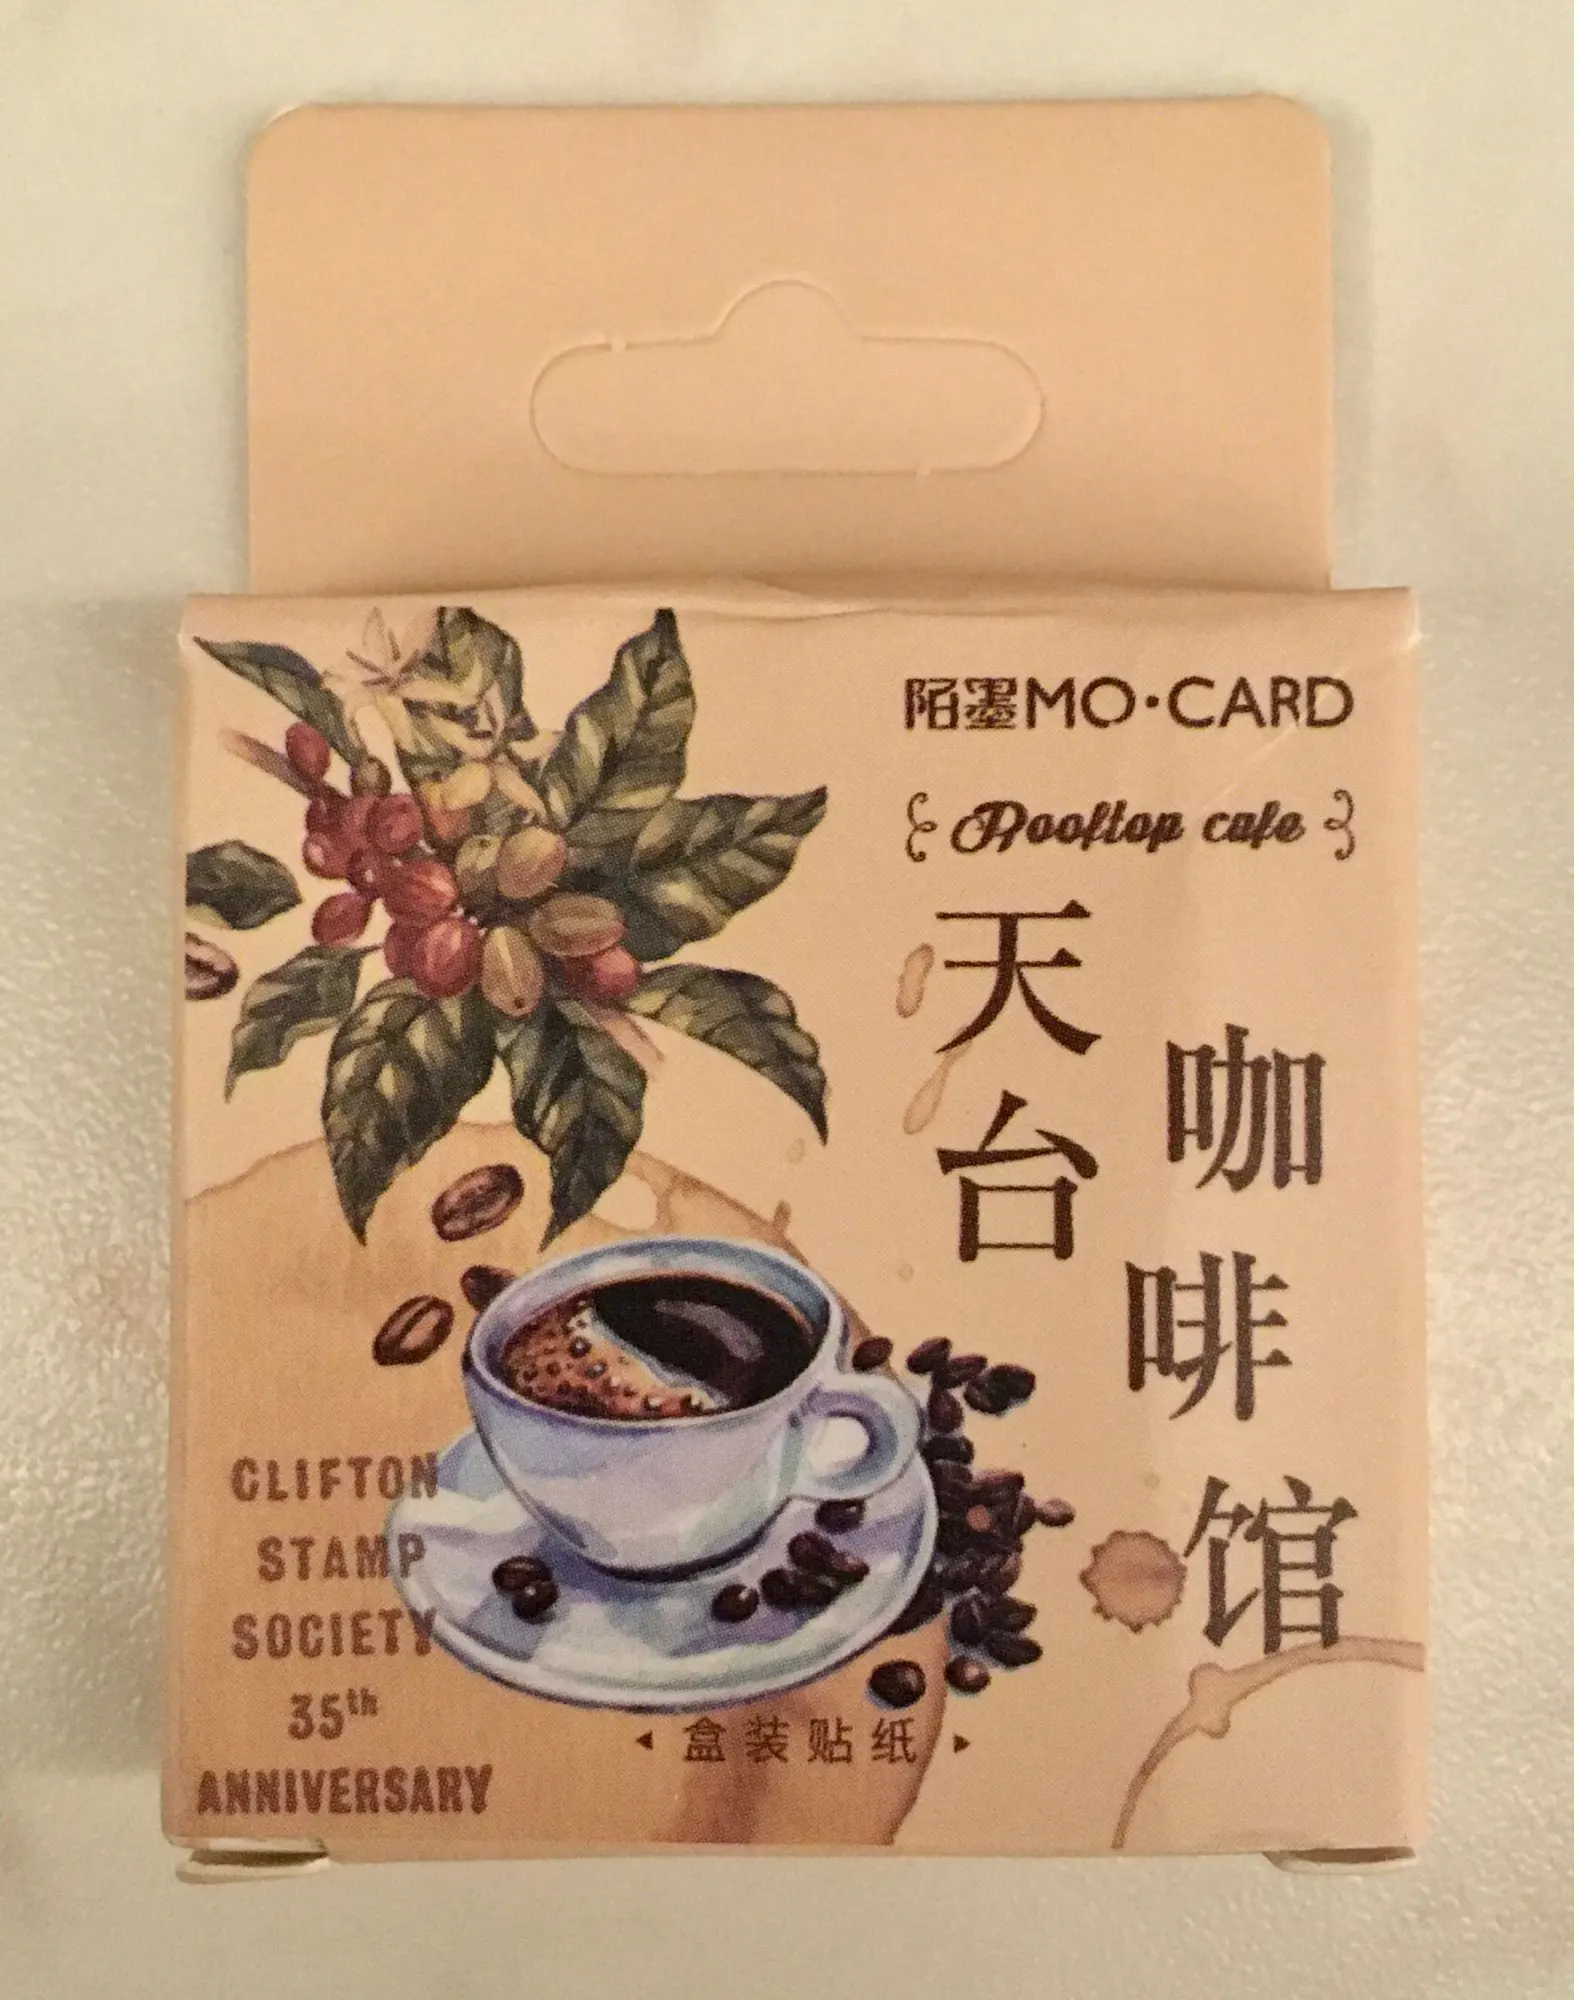 陌墨MO·CARD
Rooftop cafe
天台
咖啡馆
CLIFTON
STAMP
SOCIETY
35th
ANNIVERSARY
盒装贴纸